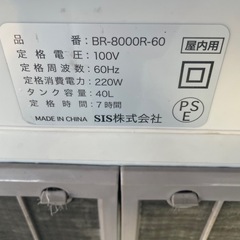 品番 BR-8000R-60
屋内用
定格電圧: 100V
定格周波数: 60Hz
定格消費電力: 220W
タンク容量: 40L
定格時間: 7時間
MADE IN CHINA SIS株式会社
PSE